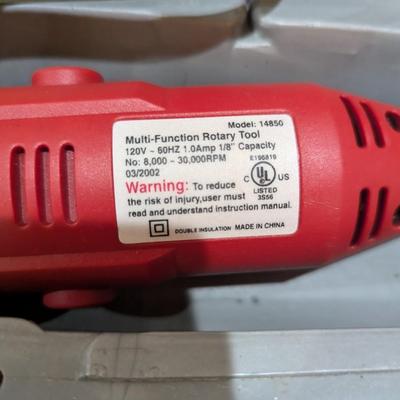 Model: 14850
Multi-Function Rotary Tool
120V ~ 60HZ 1.0Amp 1/8" Capacity
No: 8,000 - 30,000RPM
03/2002
E196819
C UL US
LISTED
3S56
Warning: To reduce
the risk of injury,user must
read and understand instruction manual.
DOUBLE INSULATION MADE IN CHINA